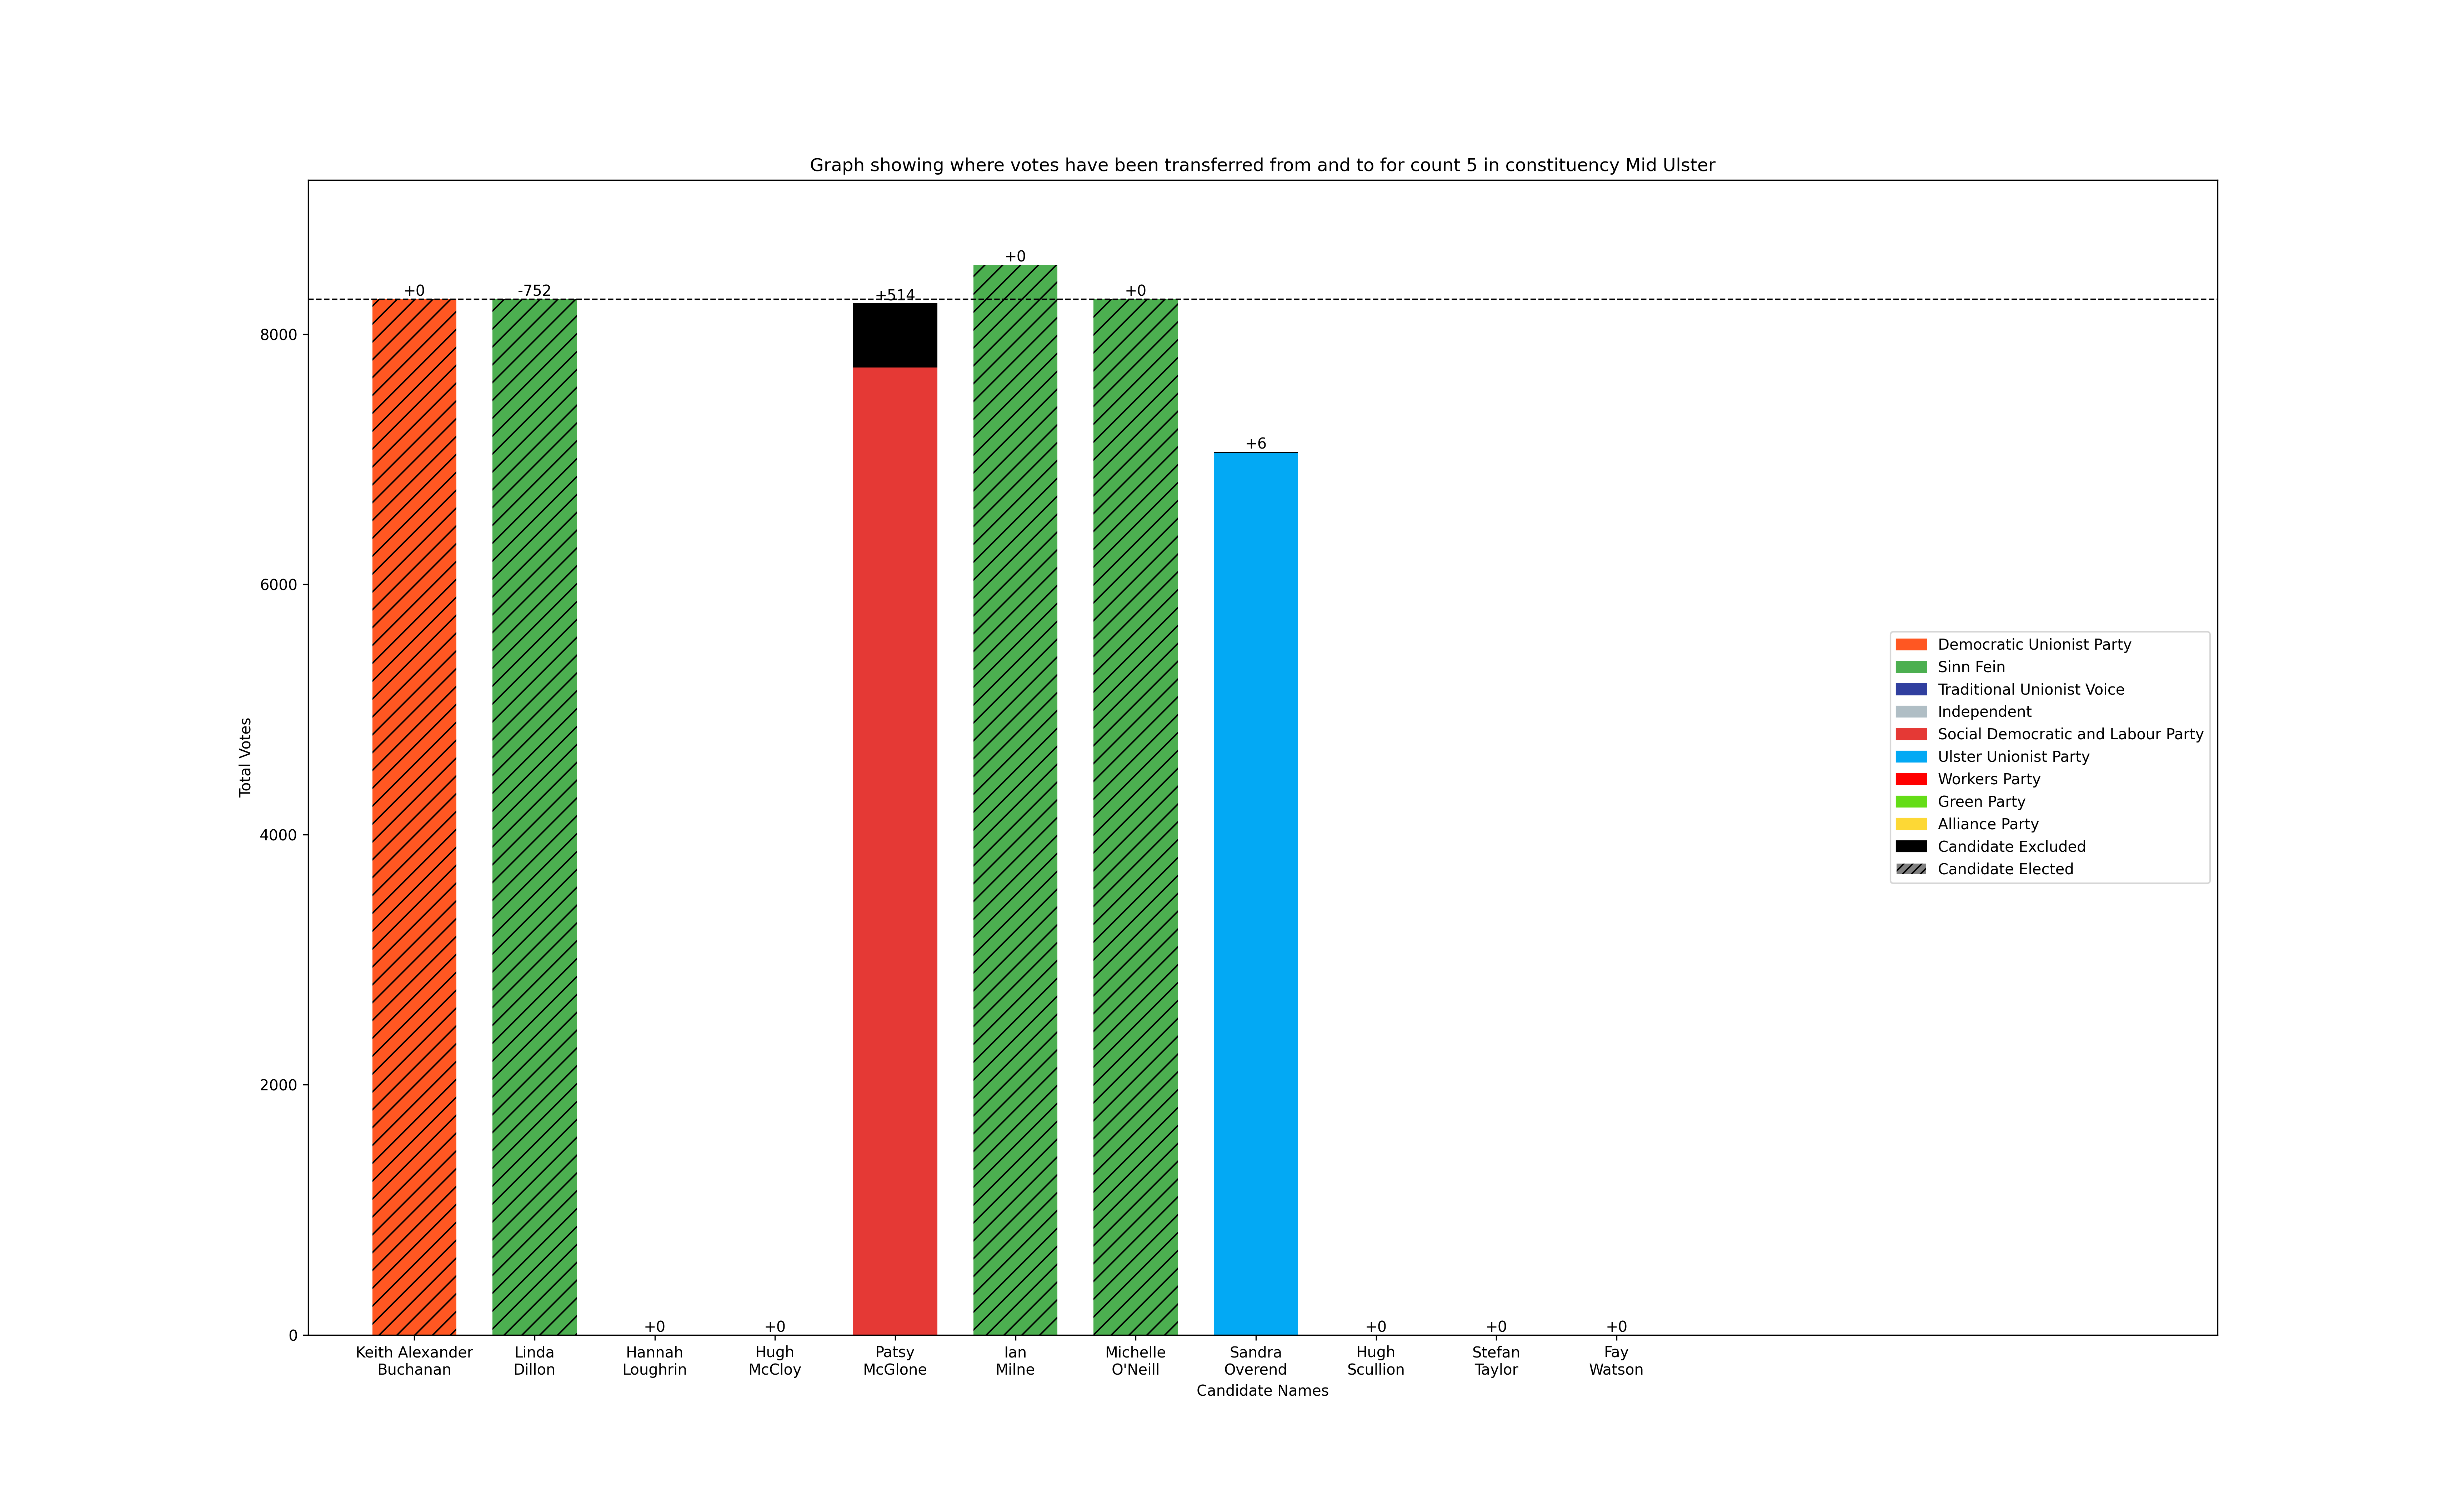 Graph showing where votes have been transferred from and to for count 5 in constituency Mid Ulster
+0
-752
+0
+0
+514
+0
+0
+6
+0
+0
+0
8000
6000
4000
2000
0
Total Votes
Democratic Unionist Party
Sinn Fein
Traditional Unionist Voice
Independent
Social Democratic and Labour Party
Ulster Unionist Party
Workers Party
Green Party
Alliance Party
Candidate Excluded
Candidate Elected
Keith Alexander
Buchanan
Linda
Dillon
Hannah
Loughrin
Hugh
McCloy
Patsy
McGlone
Ian
Milne
Michelle
O'Neill
Sandra
Overend
Hugh
Scullion
Stefan
Taylor
Fay
Watson
Candidate Names